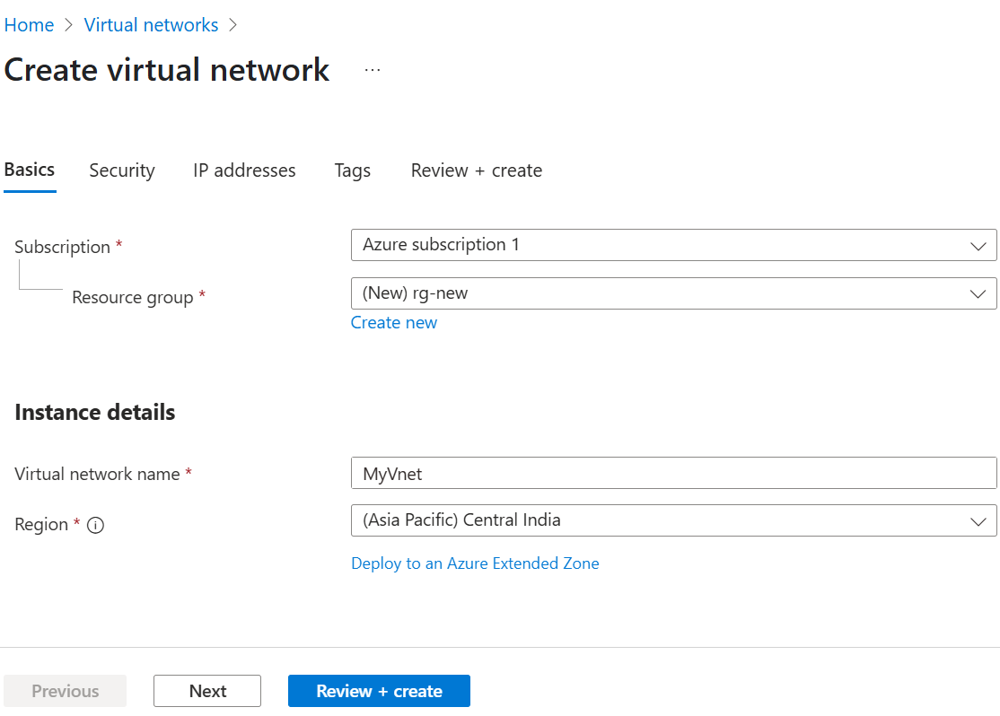 Home > Virtual networks >
Create virtual network ...
Basics Security IP addresses Tags Review + create
Subscription * Azure subscription 1
Resource group * (New) rg-new
Create new
Instance details
Virtual network name * MyVnet
Region * (Asia Pacific) Central India
Deploy to an Azure Extended Zone
Previous Next Review + create